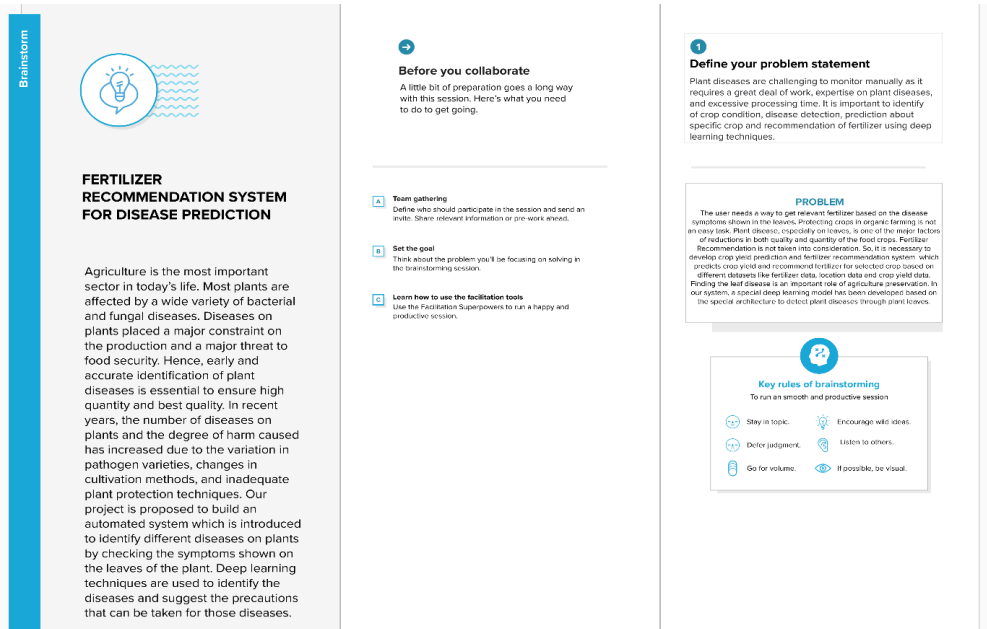 Brainstorm
FERTILIZER
RECOMMENDATION SYSTEM
FOR DISEASE PREDICTION
Agriculture is the most important
sector in today's life. Most plants are
affected by a wide variety of bacterial
and fungal diseases. Diseases on
plants placed a major constraint on
the production and a major threat to
food security. Hence, early and
accurate identification of plant
diseases is essential to ensure high
quantity and best quality. In recent
years, the number of diseases on
plants and the degree of harm caused
has increased due to the variation in
pathogen varieties, changes in
cultivation methods, and inadequate
plant protection techniques. Our
project is proposed to build an
automated system which is introduced
to identify different diseases on plants
by checking the symptoms shown on
the leaves of the plant. Deep learning
techniques are used to identify the
diseases and suggest the precautions
that can be taken for those diseases.
Before you collaborate
A little bit of preparation goes a long way
with this session. Here's what you need
to do to get going.
A
Team gathering
Define who should participate in the session and send an
invite. Share relevant information or pre-work ahead.
B
Set the goal
Think about the problem you'll be focusing on solving in
the brainstorming session.
C
Learn how to use the facilitation tools
Use the Facilitation Superpowers to run a happy and
productive session.
1
Define your problem statement
Plant diseases are challenging to monitor manually as it
requires a great deal of work, expertise on plant diseases,
and excessive processing time. It is important to identify
of crop condition, disease detection, prediction about
specific crop and recommendation of fertilizer using deep
learning techniques.
PROBLEM
The user needs a way to get relevant fertilizer based on the disease
symptoms shown in the leaves. Protecting crops in organic farming is not
an easy task. Plant disease, especially on leaves, is one of the major factors
of reductions in both quality and quantity of the food crops. Fertilizer
Recommendation is not taken into consideration. So, it is necessary to
develop crop yield prediction and fertilizer recommendation system which
predicts crop yield and recommend fertilizer for selected crop based on
different datasets like fertilizer data, location data and crop yield data.
Finding the leaf disease is an important role of agriculture preservation. In
our system, a special deep learning model has been developed based on
the special architecture to detect plant diseases through plant leaves.
Key rules of brainstorming
To run an smooth and productive session
Stay in topic.
Encourage wild ideas.
Defer judgment.
Listen to others.
Go for volume.
If possible, be visual.